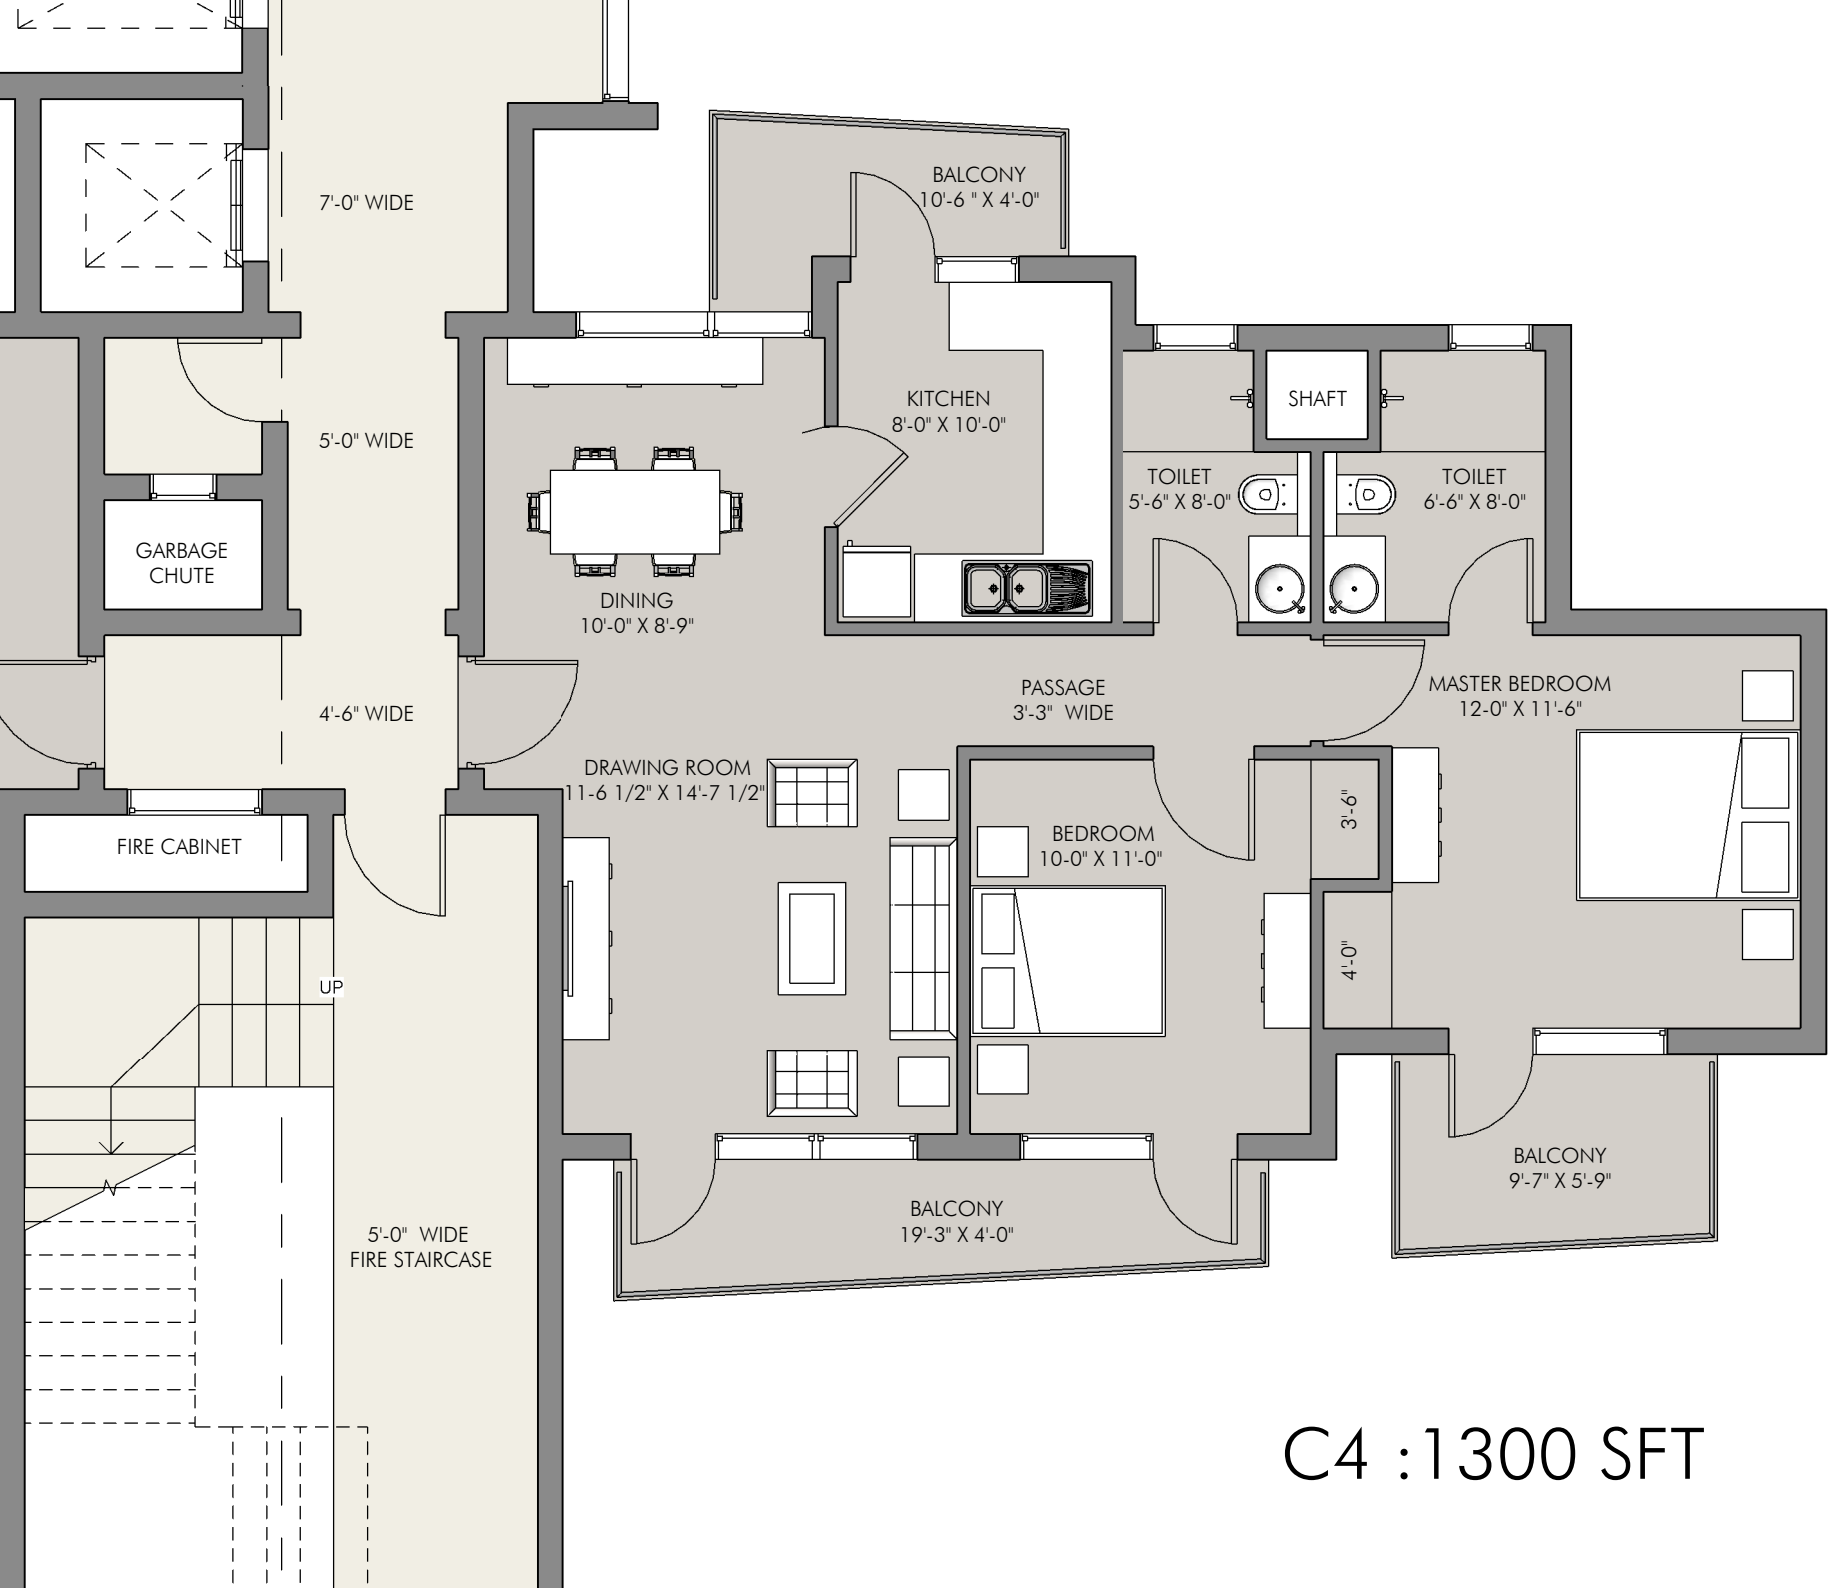 BALCONY
10'-6 " X 4'-0"
7'-0" WIDE
KITCHEN
8'-0" X 10'-0"
SHAFT
5'-0" WIDE
TOILET
5'-6" X 8'-0"
TOILET
6'-6" X 8'-0"
GARBAGE
CHUTE
DINING
10'-0" X 8'-9"
4'-6" WIDE
PASSAGE
3'-3" WIDE
MASTER BEDROOM
12-0" X 11'-6"
DRAWING ROOM
11-6 1/2" X 14'-7 1/2"
3'-6"
FIRE CABINET
BEDROOM
10-0" X 11'-0"
4'-0"
UP
BALCONY
9'-7" X 5'-9"
BALCONY
19'-3" X 4'-0"
5'-0" WIDE
FIRE STAIRCASE
C4 :1300 SFT